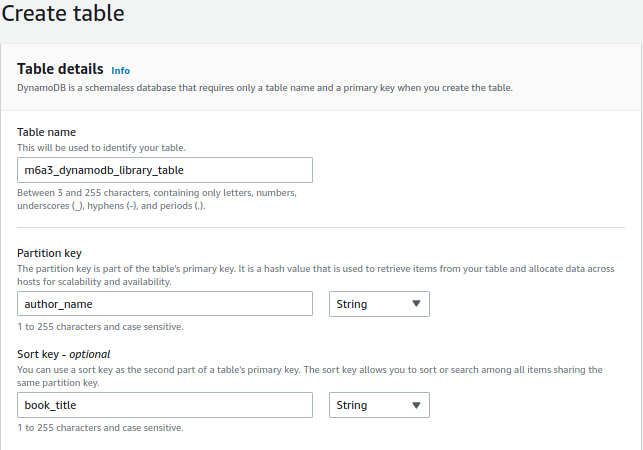 Create table
Table details Info
DynamoDB is a schemaless database that requires only a table name and a primary key when you create the table.
Table name
This will be used to identify your table.
m6a3_dynamodb_library_table
Between 3 and 255 characters, containing only letters, numbers,
underscores (_), hyphens (-), and periods (.).
Partition key
The partition key is part of the table's primary key. It is a hash value that is used to retrieve items from your table and allocate data across
hosts for scalability and availability.
author_name String
1 to 255 characters and case sensitive.
Sort key - optional
You can use a sort key as the second part of a table's primary key. The sort key allows you to sort or search among all items sharing the
same partition key.
book_title String
1 to 255 characters and case sensitive.